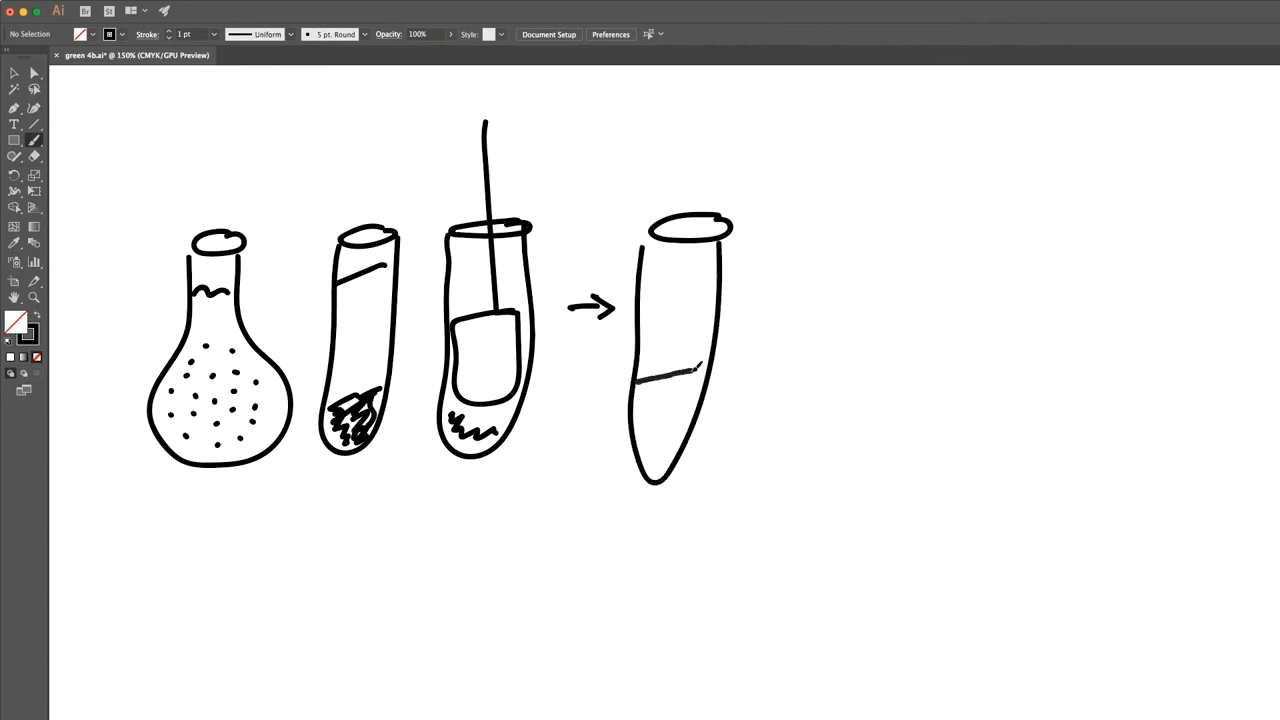 Ai Br St
No Selection Stroke: 1 pt Uniform 5 pt. Round Opacity: 100% Style: Document Setup Preferences
× green 4b.ai* @ 150% (CMYK/GPU Preview)
T